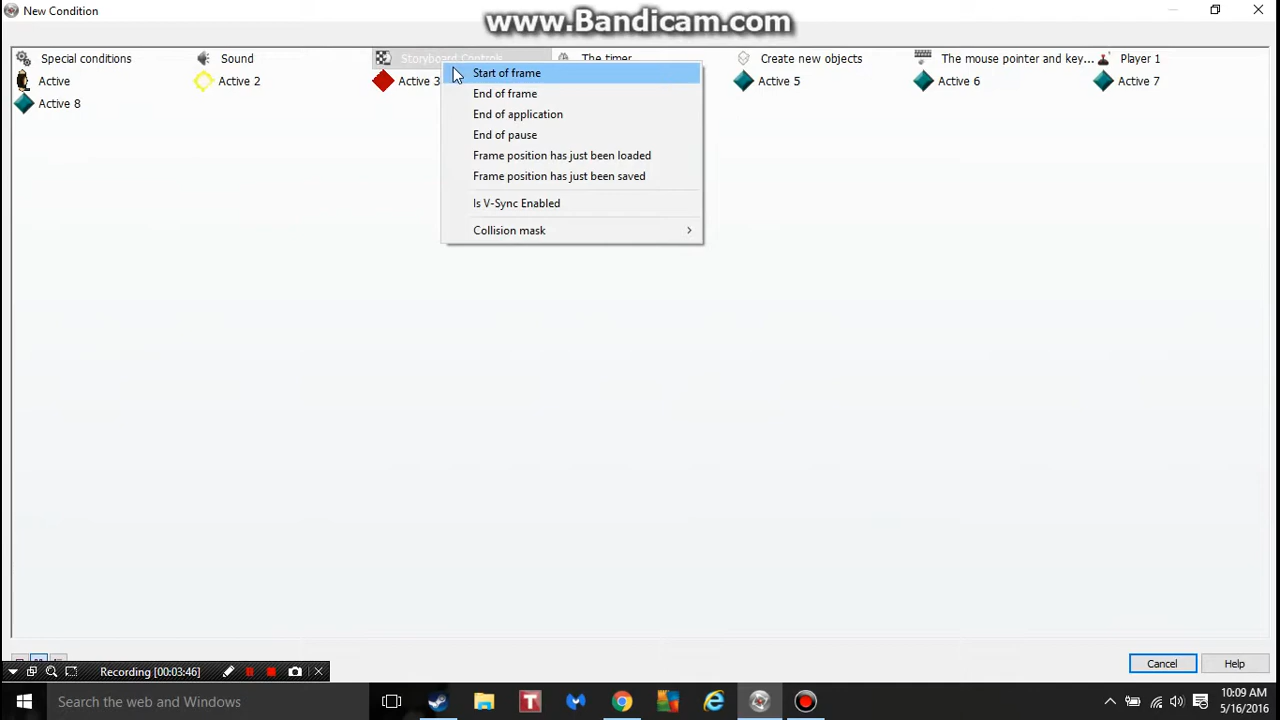 New Condition
www.Bandicam.com
Special conditions
Sound
Storyboard Controls
The timer
Create new objects
The mouse pointer and key...
Player 1
Active
Active 2
Active 3
Active 5
Active 6
Active 7
Active 8
Start of frame
End of frame
End of application
End of pause
Frame position has just been loaded
Frame position has just been saved
Is V-Sync Enabled
Collision mask
Cancel
Help
Recording [00:03:46]
Search the web and Windows
10:09 AM
5/16/2016